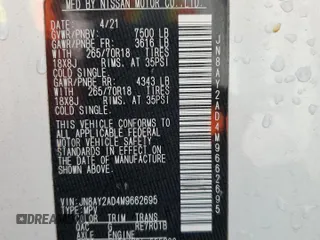 MFD BY NISSAN MOTOR CO.,LTD.
DATE: 4/21
GVWR/PNBV: 7500 LB
GAWR/PNBE FR: 3616 LB
WITH: 265/70R18 TIRES,
18X8J RIMS, AT 35PSI
COLD SINGLE
GAWR/PNBE RR: 4343 LB
WITH: 265/70R18 TIRES,
18X8J RIMS, AT 35PSI
COLD SINGLE
THIS VEHICLE CONFORMS TO
ALL APPLICABLE FEDERAL
MOTOR VEHICLE SAFETY
STANDARDS IN EFFECT ON
THE DATE OF MANUFACTURE
SHOWN ABOVE.
VIN: JN8AY2AD4M9662695
TYPE: MPV
COLOR TRIM TRANS
QAC G RE7R01B
AXLE ENGINE
JN8AY2AD4M9662695